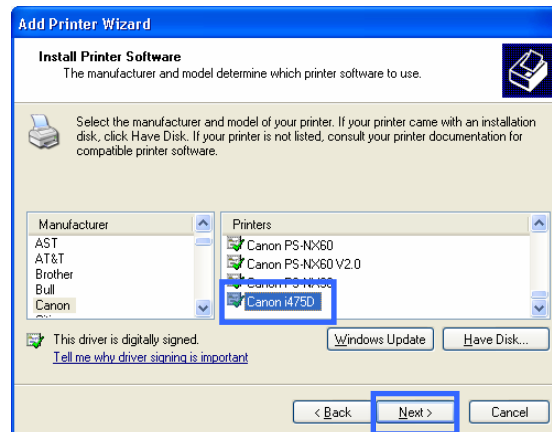 Add Printer Wizard
Install Printer Software
The manufacturer and model determine which printer software to use.
Select the manufacturer and model of your printer. If your printer came with an installation
disk, click Have Disk. If your printer is not listed, consult your printer documentation for
compatible printer software.
Manufacturer
AST
AT&T
Brother
Bull
Canon
Printers
Canon PS-NX60
Canon PS-NX60 V2.0
Canon i475D
This driver is digitally signed.
Tell me why driver signing is important
Windows Update
Have Disk...
< Back
Next >
Cancel